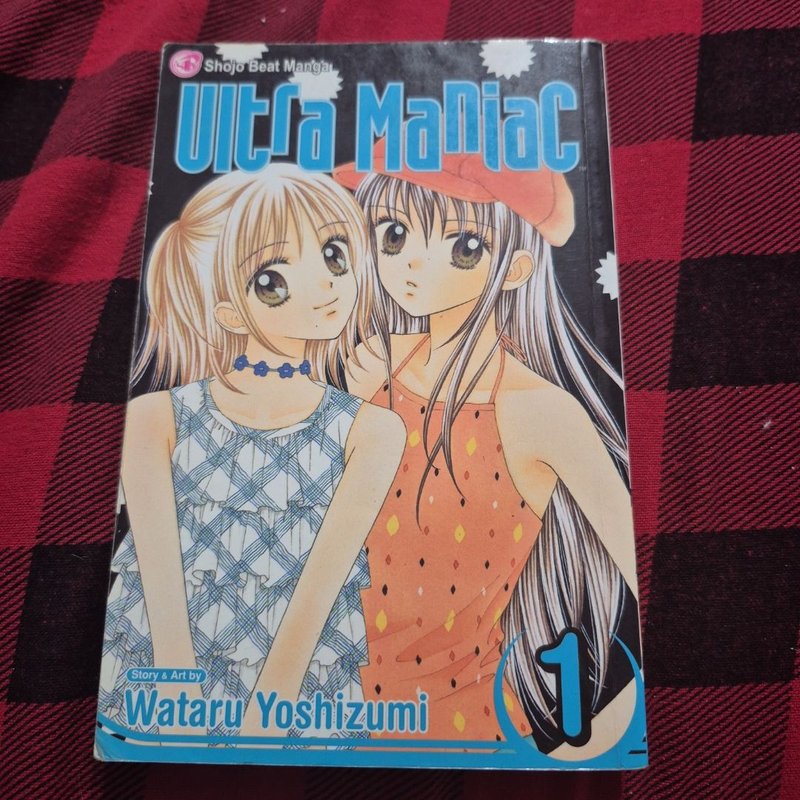 Shojo Beat Manga
Ultra Maniac
Story & Art by
Wataru Yoshizumi
1